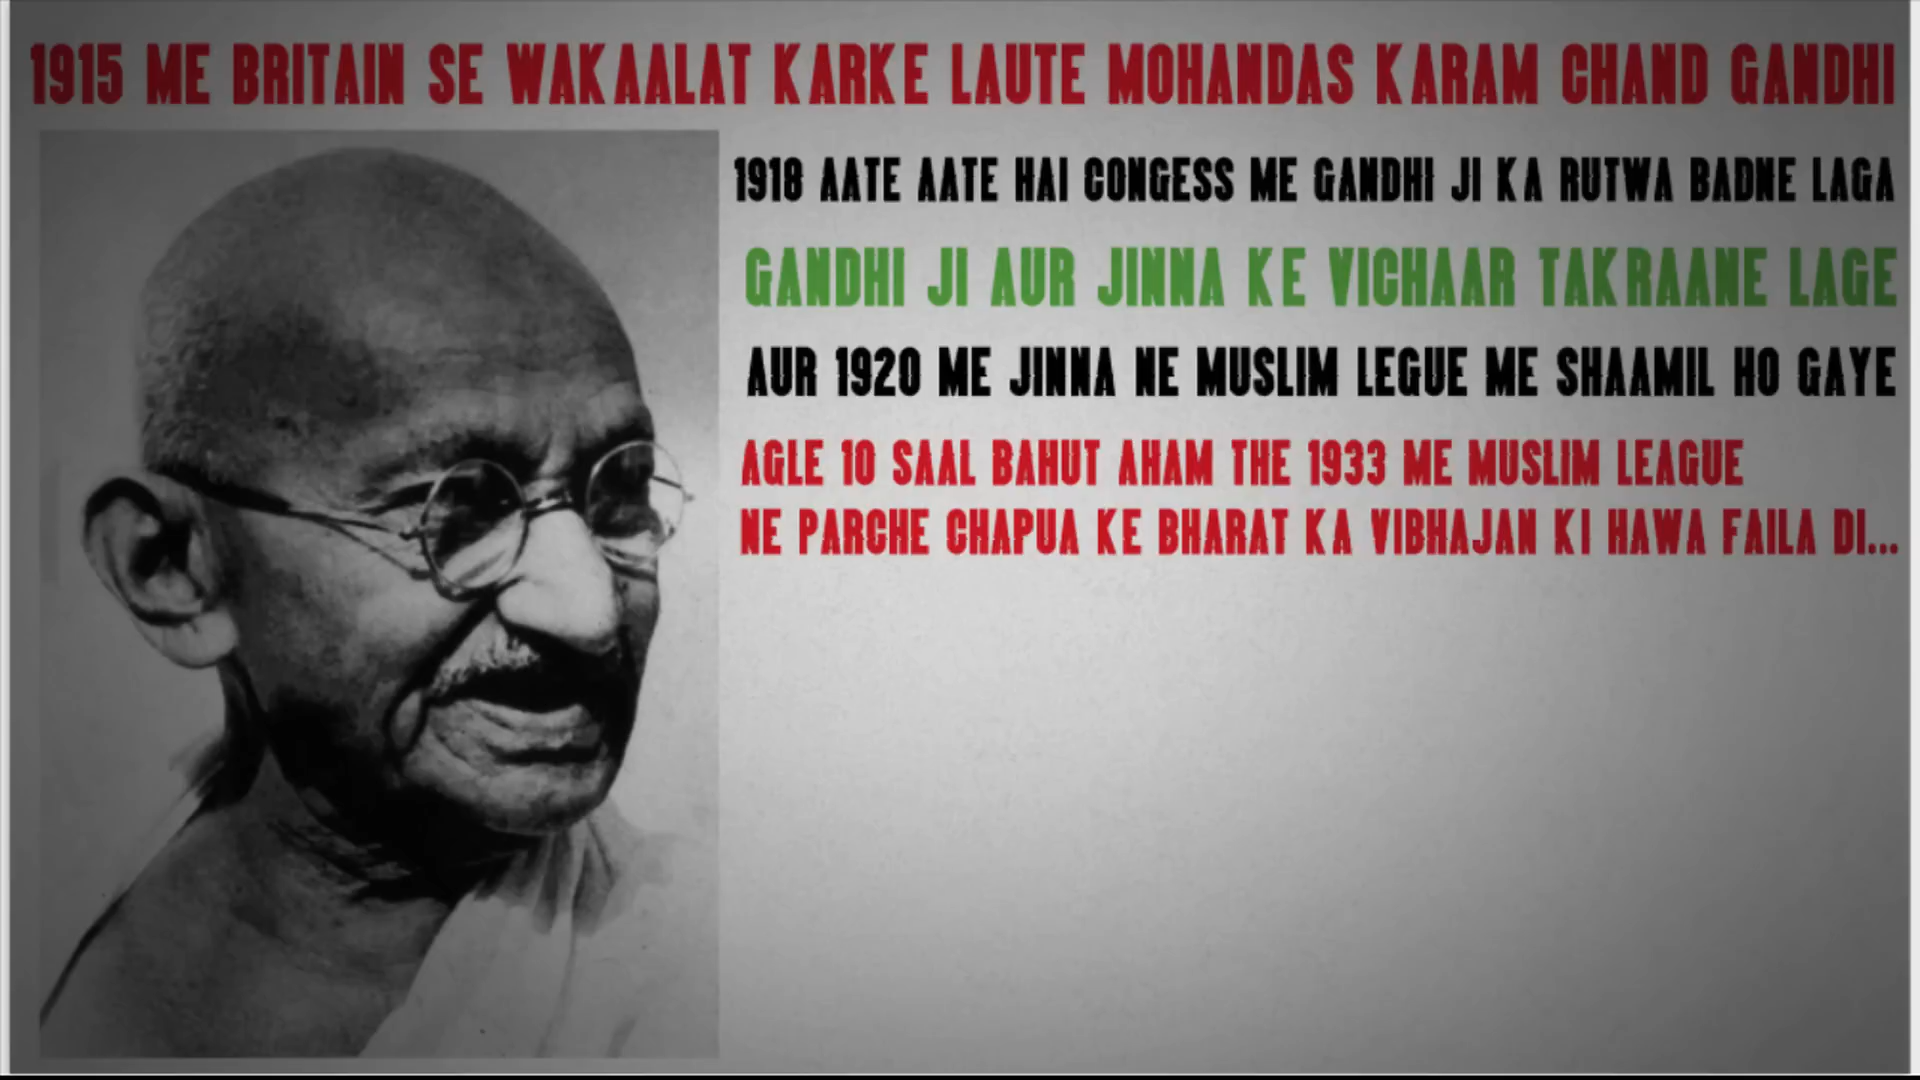 1915 ME BRITAIN SE WAKAALAT KARKE LAUTE MOHANDAS KARAM CHAND GANDHI
1918 AATE AATE HAI CONGESS ME GANDHI JI KA RUTWA BADNE LAGA
GANDHI JI AUR JINNA KE VICHAAR TAKRAANE LAGE
AUR 1920 ME JINNA NE MUSLIM LEGUE ME SHAAMIL HO GAYE
AGLE 10 SAAL BAHUT AHAM THE 1933 ME MUSLIM LEAGUE
NE PARCHE CHAPUA KE BHARAT KA VIBHAJAN KI HAWA FAILA DI...